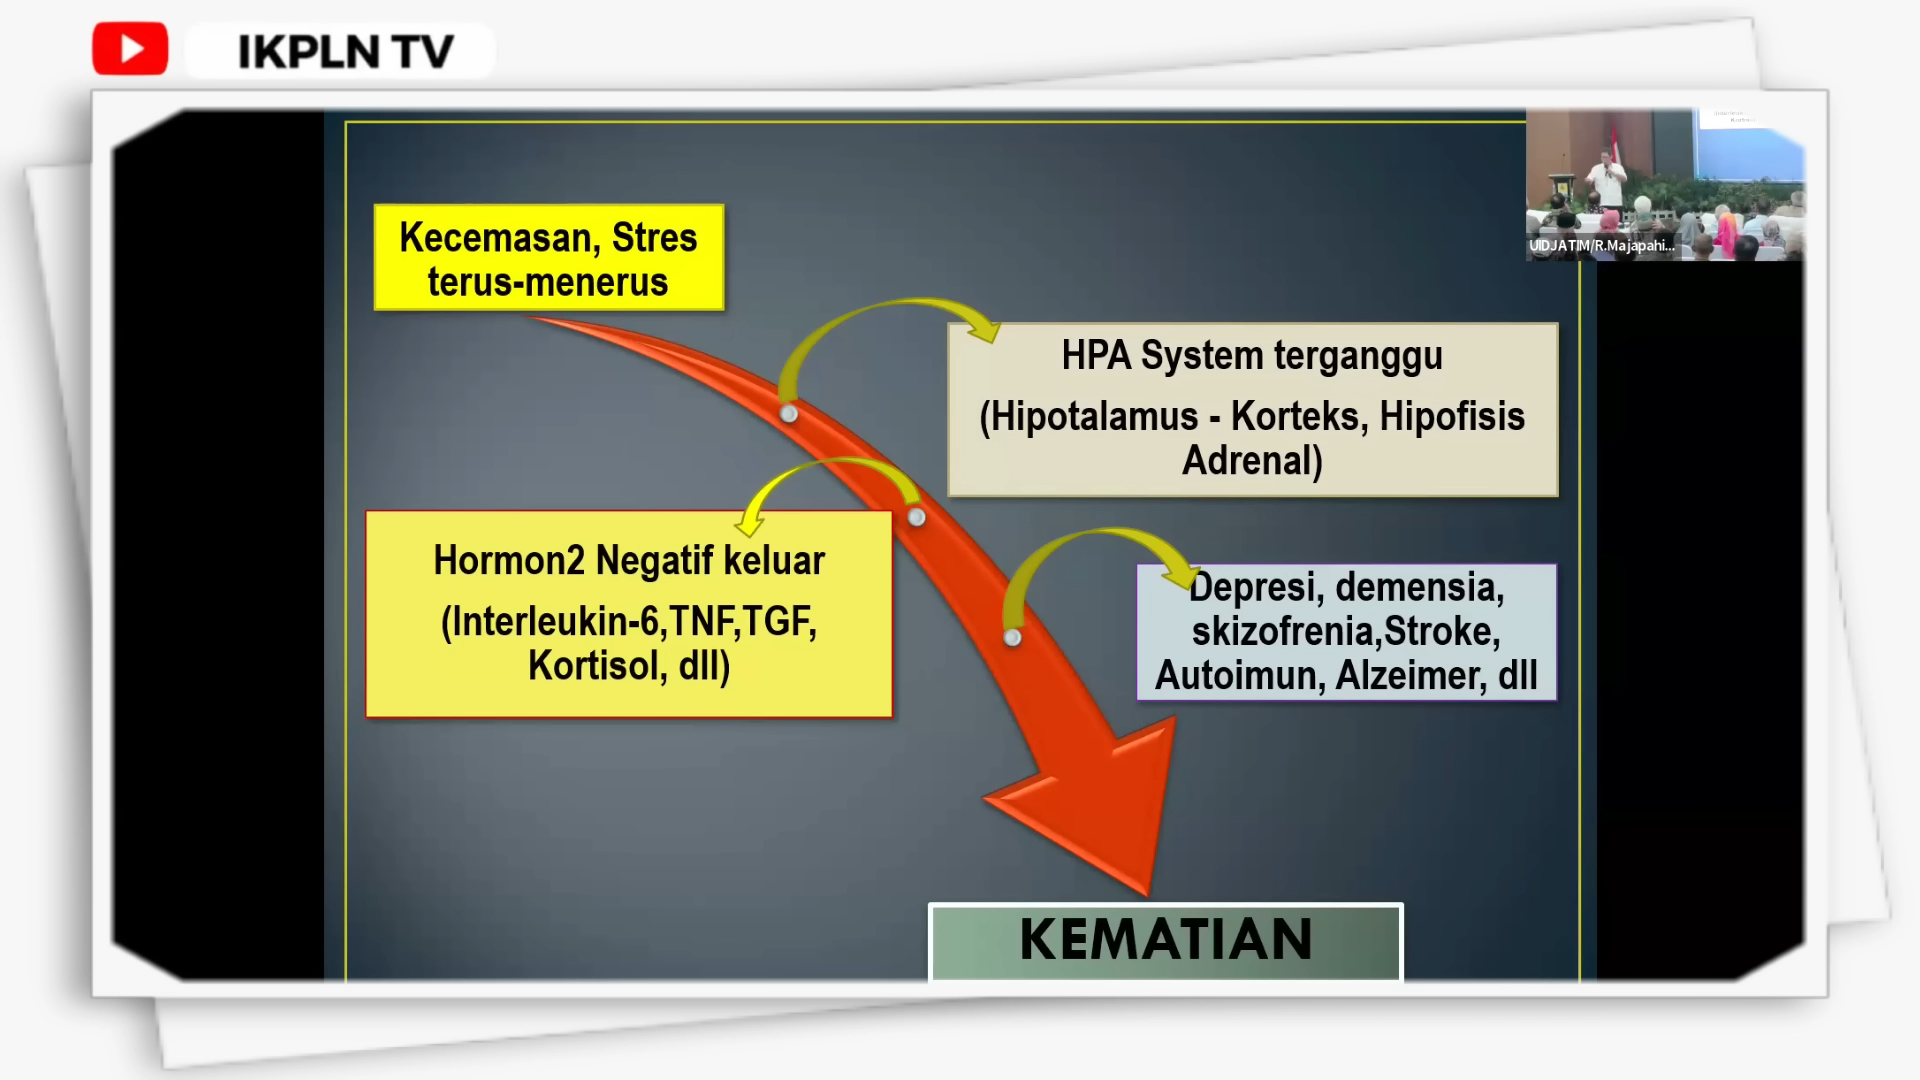 IKPLN TV
Kecemasan, Stres
terus-menerus
HPA System terganggu
(Hipotalamus - Korteks, Hipofisis
Adrenal)
Hormon2 Negatif keluar
(Interleukin-6,TNF,TGF,
Kortisol, dll)
Depresi, demensia,
skizofrenia,Stroke,
Autoimun, Alzeimer, dll
KEMATIAN
UIDJATIM/R.Majapahi...